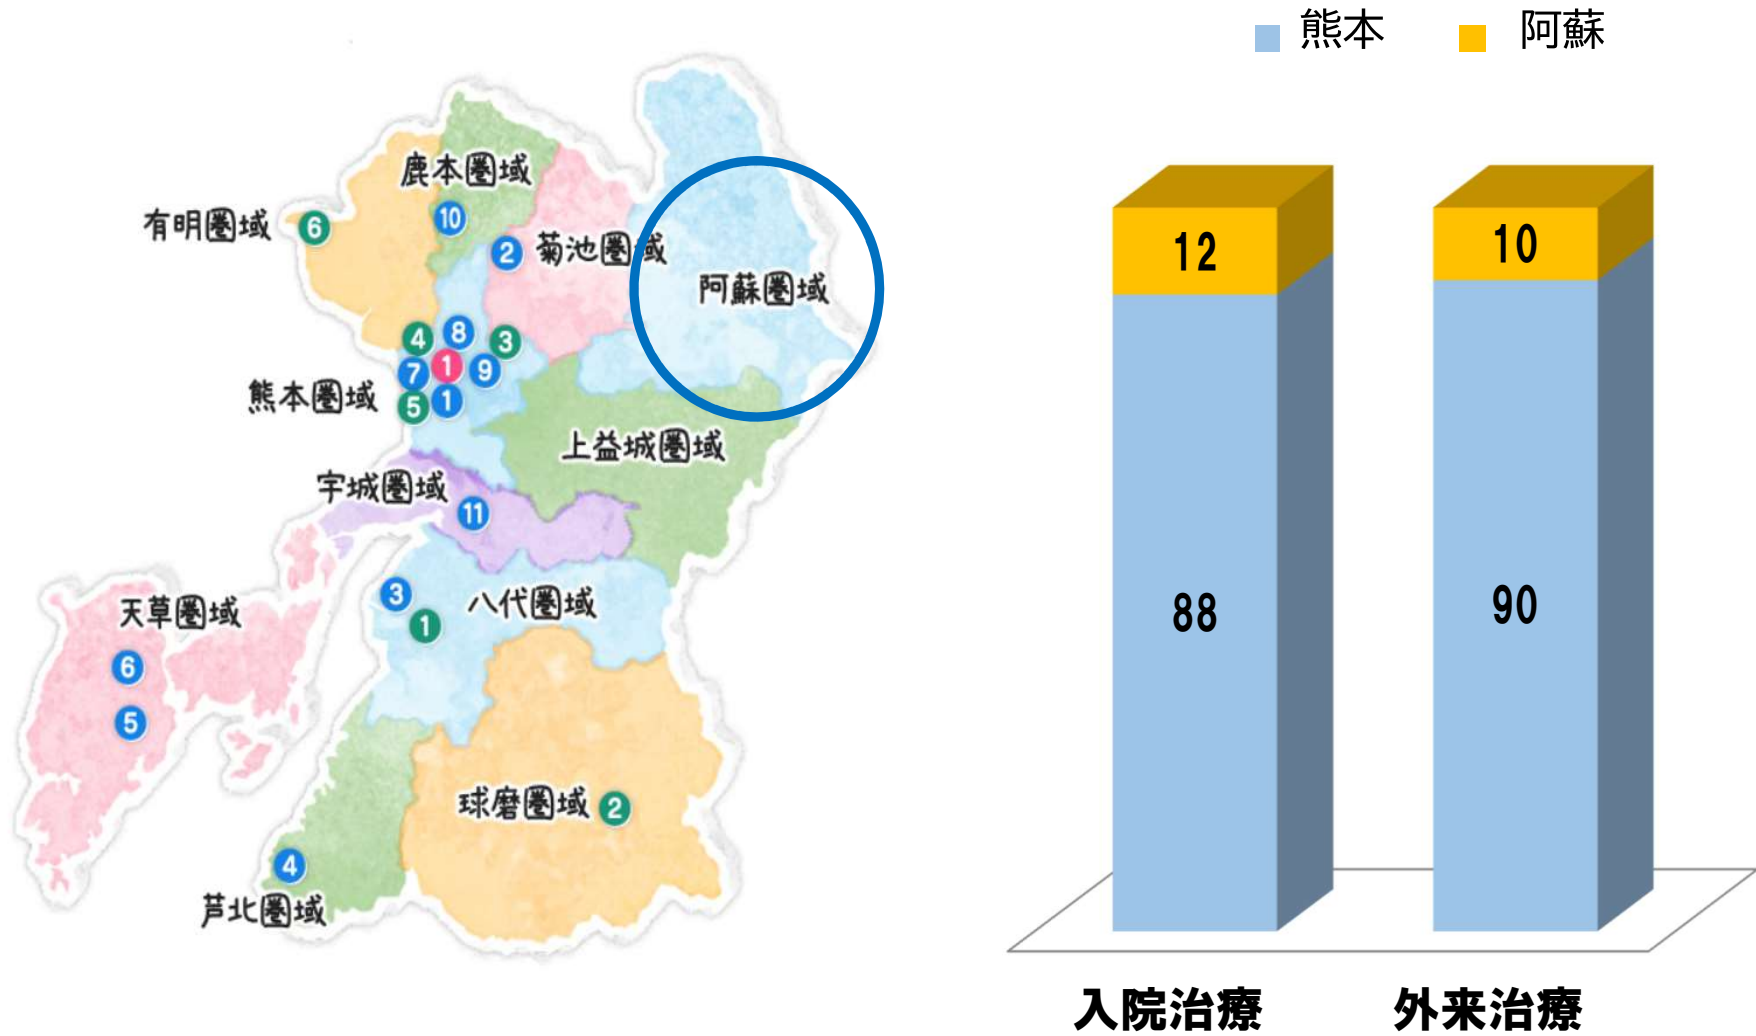 熊本 阿蘇
鹿本圏域
10
有明圏域 6
2 菊池圏域
阿蘇圏域
4 8 3
7 1 9
5 1
熊本圏域
上益城圏域
宇城圏域
11
3
八代圏域
1
天草圏域
6
5
球磨圏域 2
4
芦北圏域
12
88
10
90
入院治療 外来治療